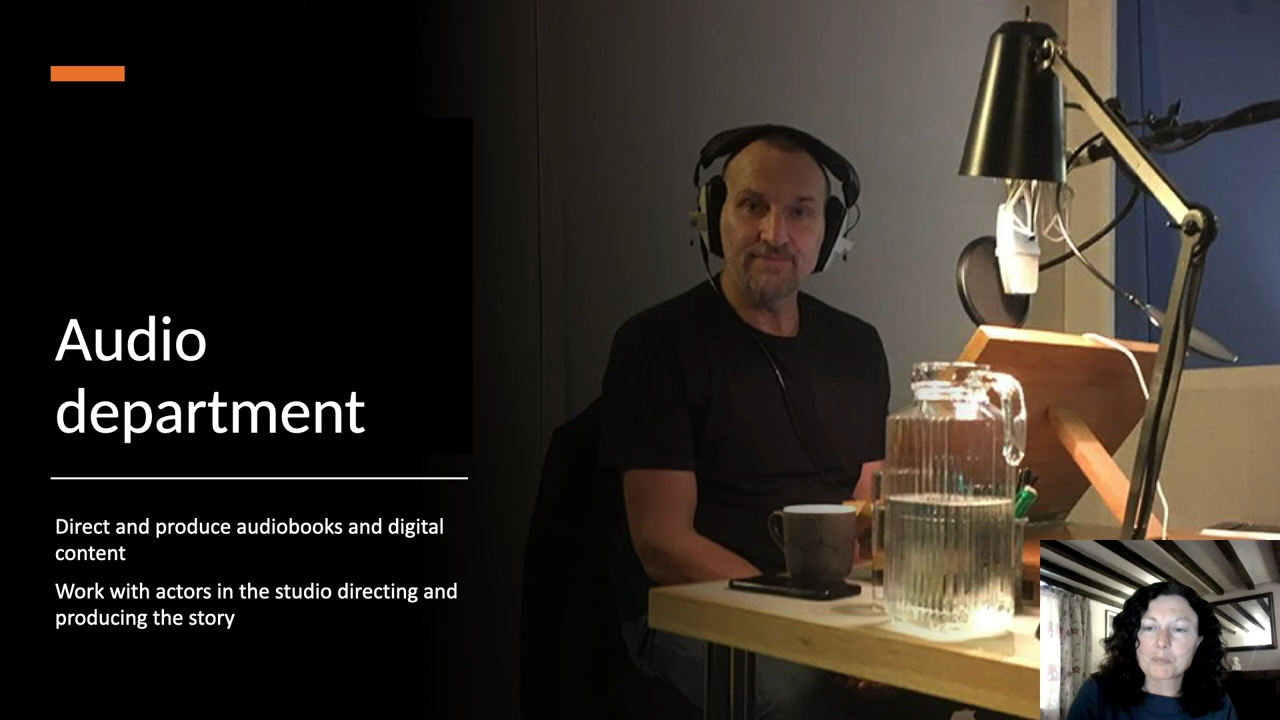 Audio
department
Direct and produce audiobooks and digital
content
Work with actors in the studio directing and
producing the story